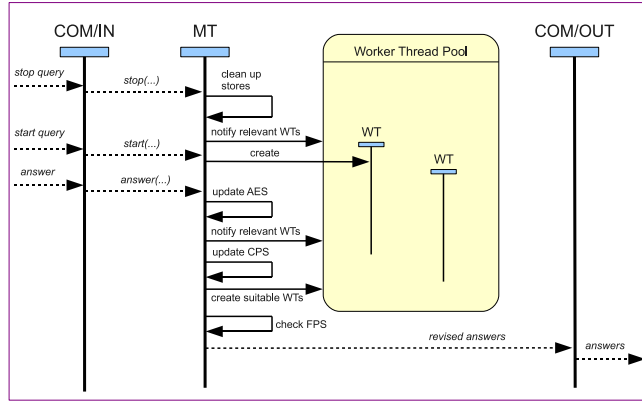 COM/IN
MT
COM/OUT
Worker Thread Pool
stop query
stop(...)
clean up
stores
notify relevant WTs
start query
start(...)
create
WT
WT
answer
answer(...)
update AES
notify relevant WTs
update CPS
create suitable WTs
check FPS
revised answers
answers